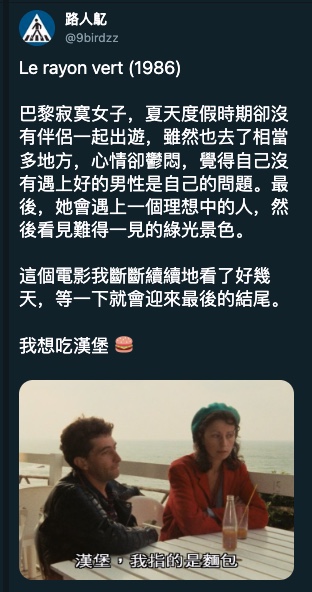 路人乿
@9birdzz
Le rayon vert (1986)
巴黎寂寞女子，夏天度假時期卻沒
有伴侶一起出遊，雖然也去了相當
多地方，心情卻鬱悶，覺得自己沒
有遇上好的男性是自己的問題。最
後，她會遇上一個理想中的人，然
後看見難得一見的綠光景色。
這個電影我斷斷續續地看了好幾
天，等一下就會迎來最後的結尾。
我想吃漢堡 🍔
漢堡，我指的是麵包